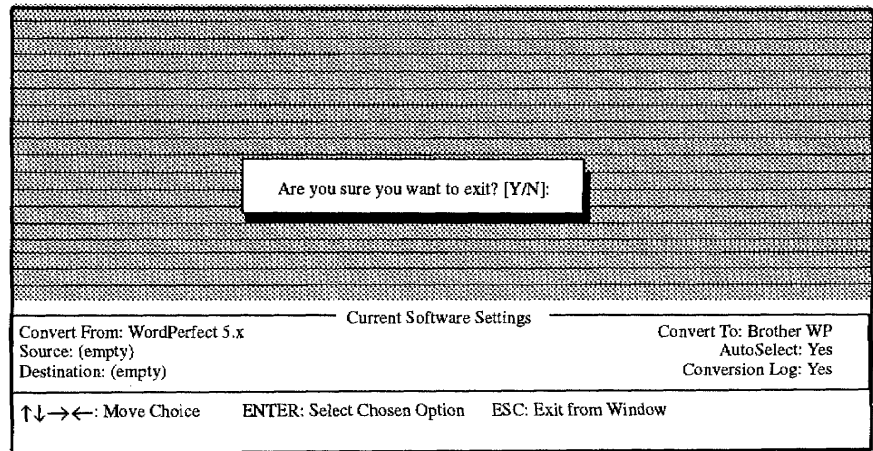 Are you sure you want to exit? [Y/N]:
Current Software Settings
Convert From: WordPerfect 5.x
Convert To: Brother WP
Source: (empty)
AutoSelect: Yes
Destination: (empty)
Conversion Log: Yes
↑↓→←: Move Choice ENTER: Select Chosen Option ESC: Exit from Window